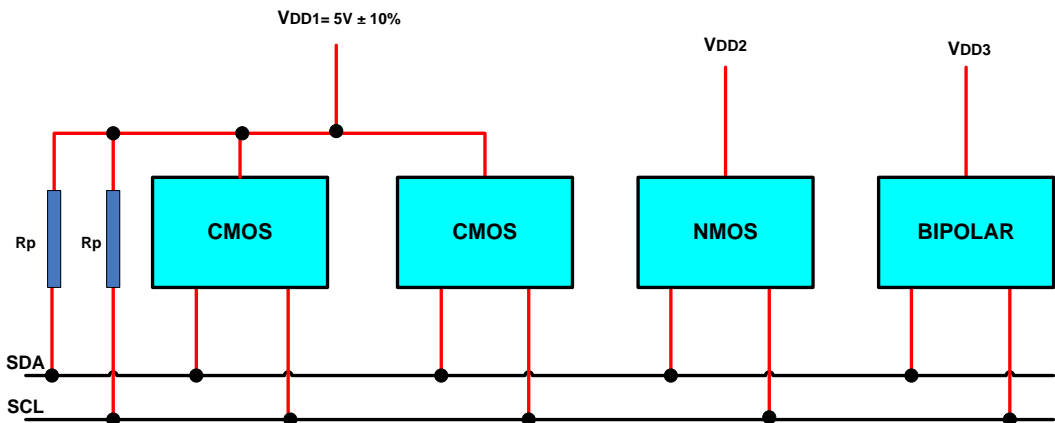 VDD1= 5V ± 10%
VDD2
VDD3
CMOS
CMOS
NMOS
BIPOLAR
Rp
Rp
SDA
SCL